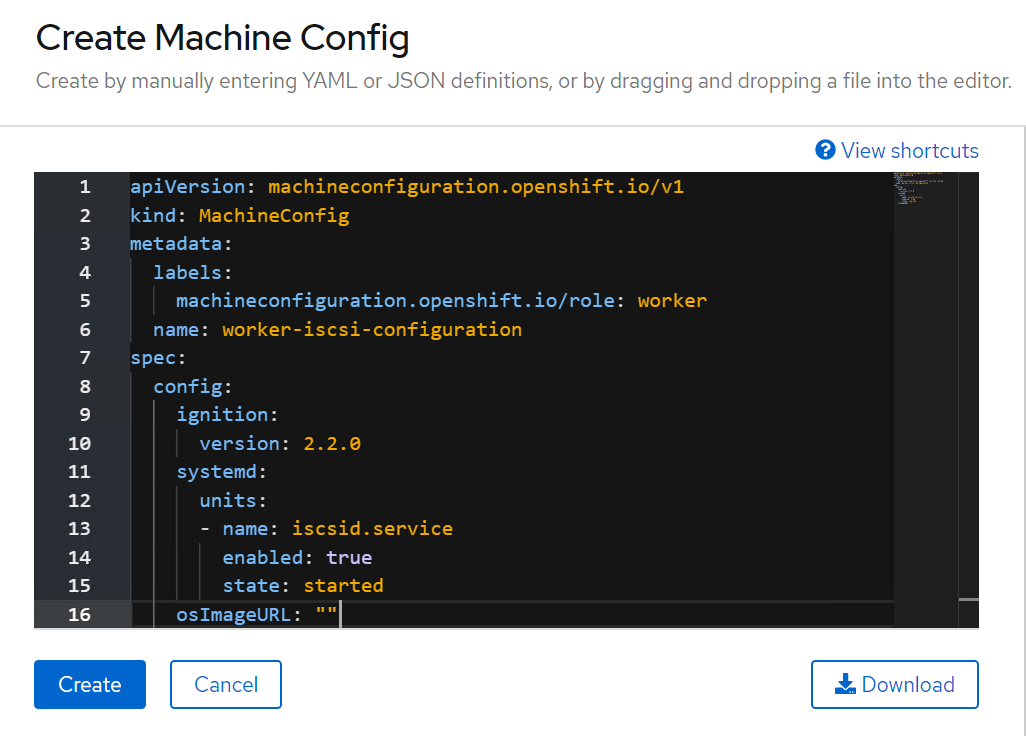 Create Machine Config
Create by manually entering YAML or JSON definitions, or by dragging and dropping a file into the editor.
View shortcuts
1 apiVersion: machineconfiguration.openshift.io/v1
2 kind: MachineConfig
3 metadata:
4   labels:
5     machineconfiguration.openshift.io/role: worker
6   name: worker-iscsi-configuration
7 spec:
8   config:
9     ignition:
10       version: 2.2.0
11     systemd:
12       units:
13       - name: iscsid.service
14         enabled: true
15         state: started
16     osImageURL: ""
Create Cancel Download